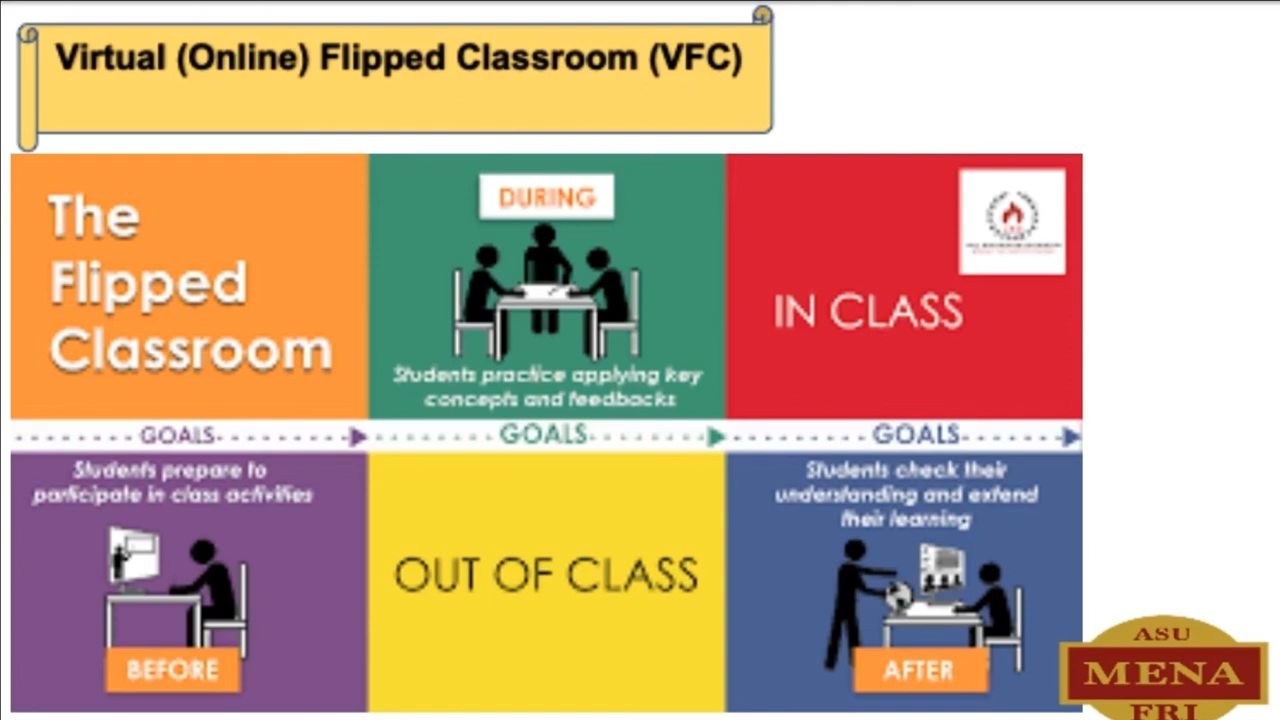 Virtual (Online) Flipped Classroom (VFC)
The
Flipped
Classroom
DURING
Students practice applying key
concepts and feedbacks
IN CLASS
GOALS
GOALS
GOALS
Students prepare to
participate in class activities
BEFORE
OUT OF CLASS
Students check their
understanding and extend
their learning
AFTER
ASU
MENA
FRI